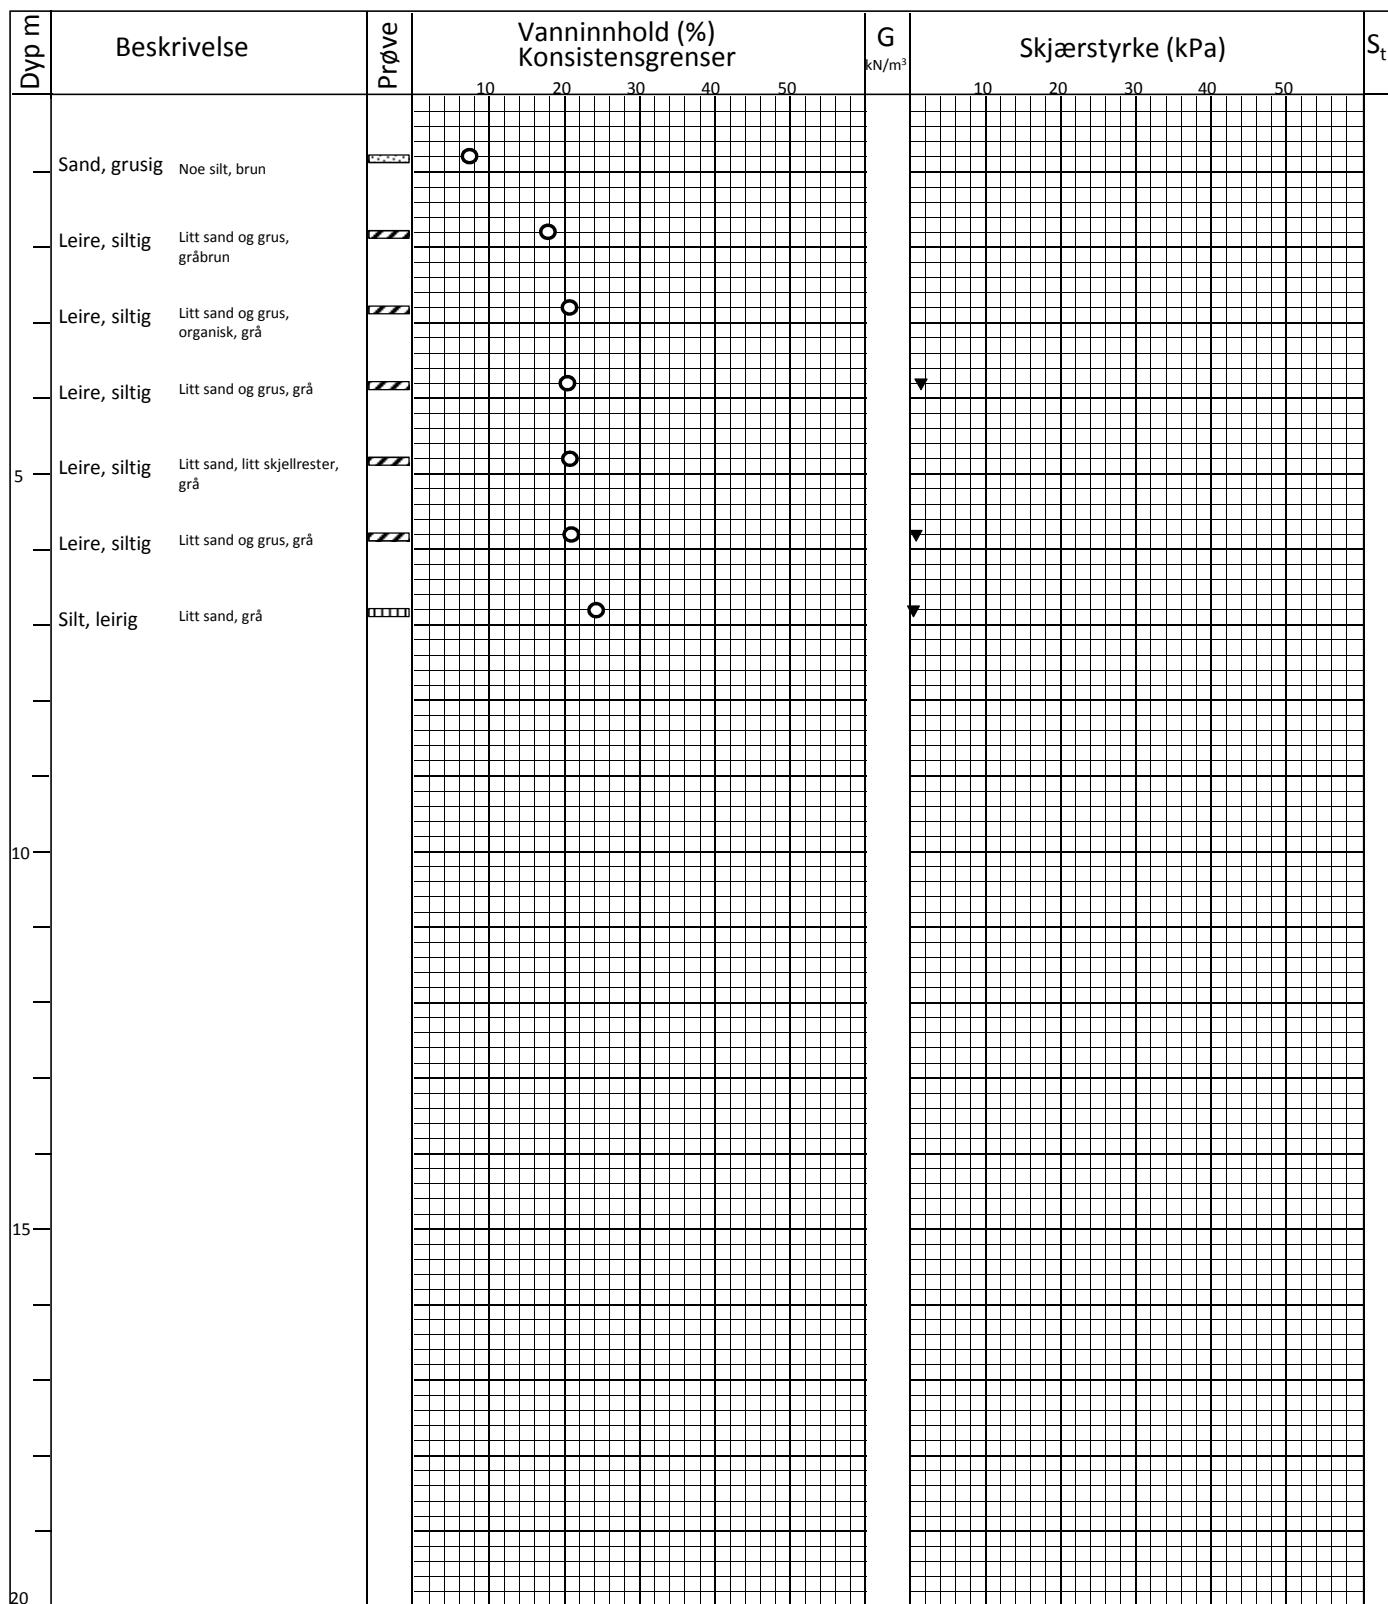 Dyp m
Beskrivelse
Prøve
Vanninnhold (%)
Konsistensgrenser
G
kN/m³
Skjærstyrke (kPa)
Sₜ
10 20 30 40 50
10 20 30 40 50
Sand, grusig Noe silt, brun
Leire, siltig Litt sand og grus,
gråbrun
Leire, siltig Litt sand og grus,
organisk, grå
Leire, siltig Litt sand og grus, grå
5
Leire, siltig Litt sand, litt skjellrester,
grå
Leire, siltig Litt sand og grus, grå
Silt, leirig Litt sand, grå
10
15
20